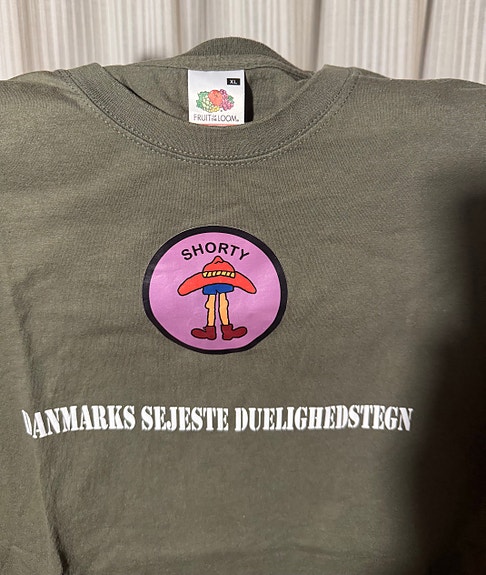 XL
FRUIT OF THE LOOM®
SHORTY
DANMARKS SEJESTE DUELIGHEDSTEGN